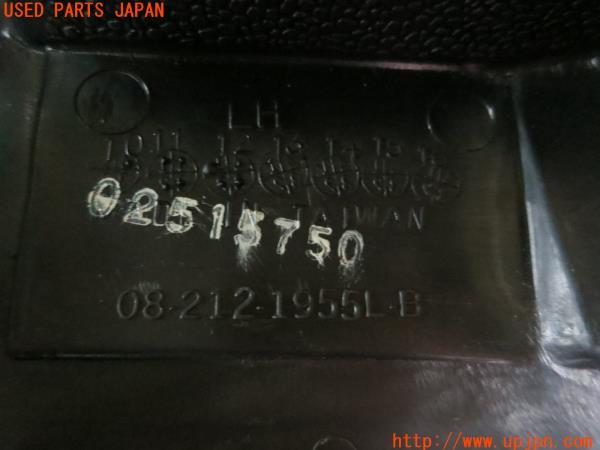 USED PARTS JAPAN
LH
10 11 12 13 14 15 16
02515750
IN TAIWAN
08-212-1955L-B
http://www.upjpn.com/